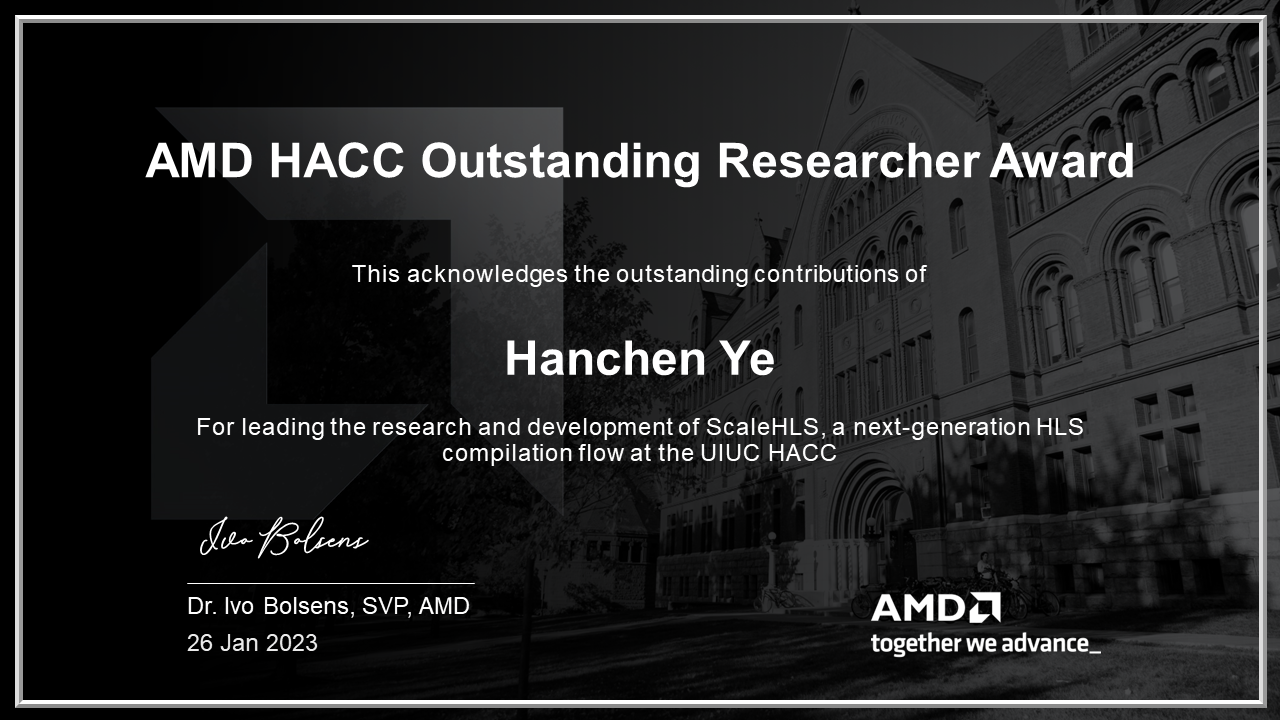 AMD HACC Outstanding Researcher Award
This acknowledges the outstanding contributions of
Hanchen Ye
For leading the research and development of ScaleHLS, a next-generation HLS
compilation flow at the UIUC HACC
Ivo Bolsens
Dr. Ivo Bolsens, SVP, AMD
26 Jan 2023
AMD
together we advance_